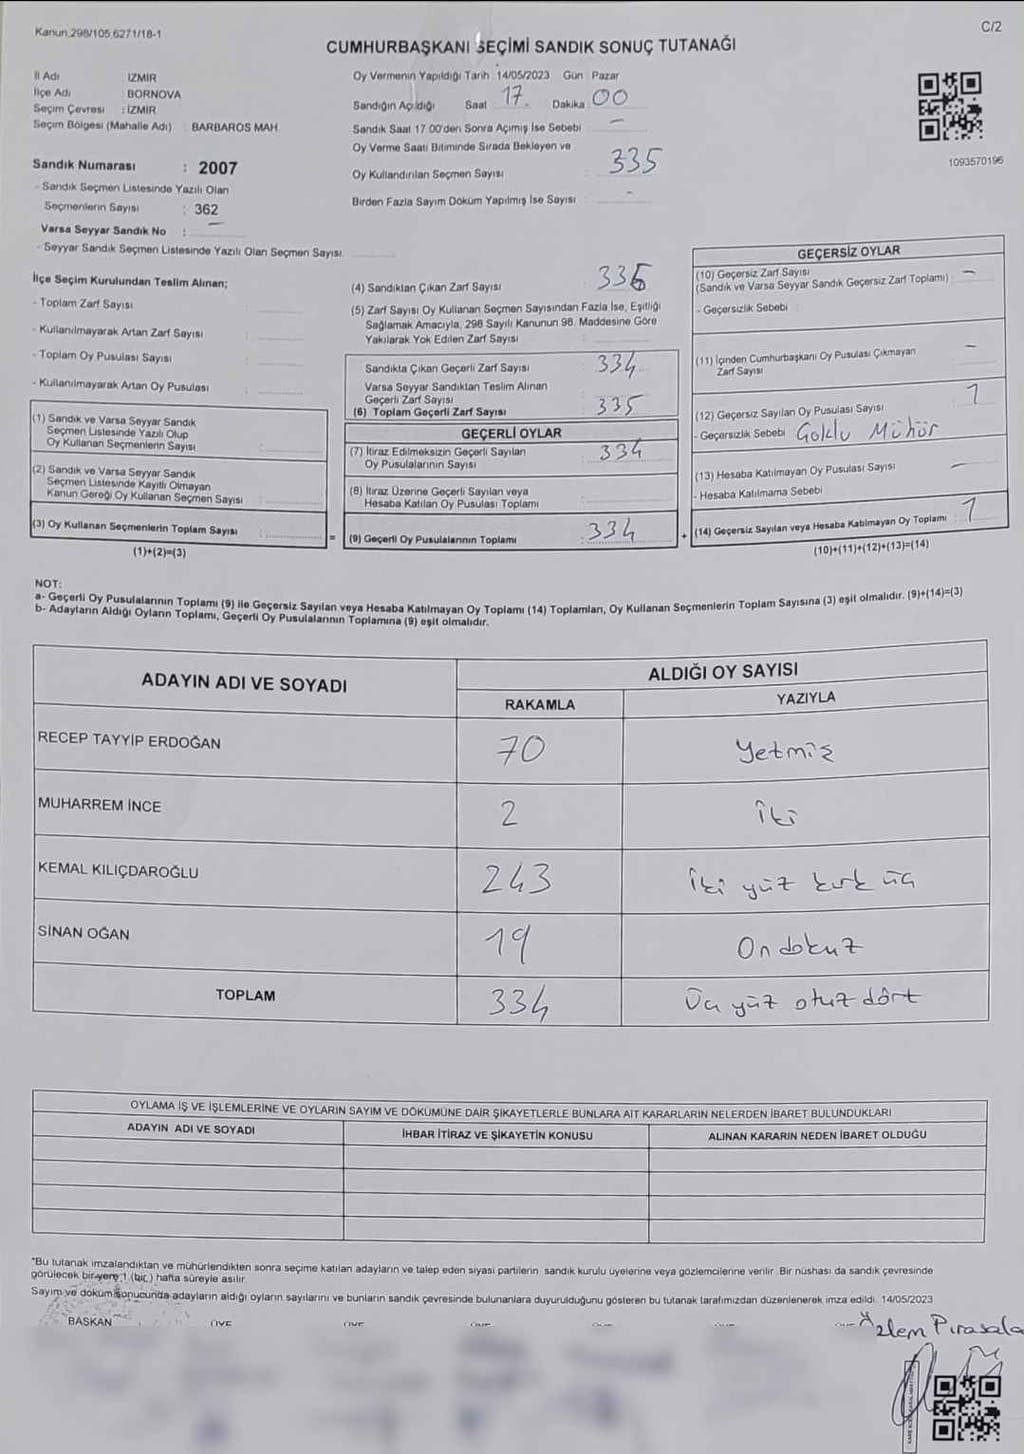 Kanun 298/105,6271/18-1
C/2
CUMHURBAŞKANI SEÇİMİ SANDIK SONUÇ TUTANAĞI
İl Adı : İZMİR
İlçe Adı : BORNOVA
Seçim Çevresi : İZMİR
Seçim Bölgesi (Mahalle Adı) : BARBAROS MAH.
Oy Vermenin Yapıldığı Tarih : 14/05/2023 Gün : Pazar
Sandığın Açıldığı Saat : 17 Dakika : 00
Sandık Saat 17.00'den Sonra Açımış İse Sebebi : -
Oy Verme Saati Bitiminde Sırada Bekleyen ve
Oy Kullandırılan Seçmen Sayısı : 335
Birden Fazla Sayım Döküm Yapılmış İse Sayısı : -
1093570196
Sandık Numarası : 2007
- Sandık Seçmen Listesinde Yazılı Olan
Seçmenlerin Sayısı : 362
Varsa Seyyar Sandık No : -
- Seyyar Sandık Seçmen Listesinde Yazılı Olan Seçmen Sayısı :
İlçe Seçim Kurulundan Teslim Alınan;
- Toplam Zarf Sayısı :
- Kullanılmayarak Artan Zarf Sayısı :
- Toplam Oy Pusulası Sayısı :
- Kullanılmayarak Artan Oy Pusulası :
(1) Sandık ve Varsa Seyyar Sandık
Seçmen Listesinde Yazılı Olup
Oy Kullanan Seçmenlerin Sayısı :
(2) Sandık ve Varsa Seyyar Sandık
Seçmen Listesinde Kayıtlı Olmayan
Kanun Gereği Oy Kullanan Seçmen Sayısı :
(3) Oy Kullanan Seçmenlerin Toplam Sayısı :
(1)+(2)=(3)
=
(4) Sandıktan Çıkan Zarf Sayısı : 335
(5) Zarf Sayısı Oy Kullanan Seçmen Sayısından Fazla İse, Eşitliği
Sağlamak Amacıyla, 298 Sayılı Kanunun 98. Maddesine Göre
Yakılarak Yok Edilen Zarf Sayısı :
Sandıkta Çıkan Geçerli Zarf Sayısı : 334
Varsa Seyyar Sandıktan Teslim Alınan
Geçerli Zarf Sayısı :
(6) Toplam Geçerli Zarf Sayısı : 335
GEÇERLİ OYLAR
(7) İtiraz Edilmeksizin Geçerli Sayılan
Oy Pusulalarının Sayısı : 334
(8) İtiraz Üzerine Geçerli Sayılan veya
Hesaba Katılan Oy Pusulası Toplamı :
(9) Geçerli Oy Pusulalarının Toplamı : 334
+
GEÇERSİZ OYLAR
(10) Geçersiz Zarf Sayısı
(Sandık ve Varsa Seyyar Sandık Geçersiz Zarf Toplamı) : -
- Geçersizlik Sebebi :
(11) İçinden Cumhurbaşkanı Oy Pusulası Çıkmayan
Zarf Sayısı : -
(12) Geçersiz Sayılan Oy Pusulası Sayısı : 1
- Geçersizlik Sebebi : Çoklu Mühür
(13) Hesaba Katılmayan Oy Pusulası Sayısı : -
- Hesaba Katılmama Sebebi :
(14) Geçersiz Sayılan veya Hesaba Katılmayan Oy Toplamı : 1
(10)+(11)+(12)+(13)=(14)
NOT:
a- Geçerli Oy Pusulalarının Toplamı (9) ile Geçersiz Sayılan veya Hesaba Katılmayan Oy Toplamı (14) Toplamları, Oy Kullanan Seçmenlerin Toplam Sayısına (3) eşit olmalıdır. (9)+(14)=(3)
b- Adayların Aldığı Oyların Toplamı, Geçerli Oy Pusulalarının Toplamına (9) eşit olmalıdır.
ADAYIN ADI VE SOYADI ALDIĞI OY SAYISI
RAKAMLA YAZIYLA
RECEP TAYYİP ERDOĞAN 70 Yetmiş
MUHARREM İNCE 2 İki
KEMAL KILIÇDAROĞLU 243 İki yüz kırk üç
SİNAN OĞAN 19 On dokuz
TOPLAM 334 Üç yüz otuz dört
OYLAMA İŞ VE İŞLEMLERİNE VE OYLARIN SAYIM VE DÖKÜMÜNE DAİR ŞİKAYETLERLE BUNLARA AİT KARARLARIN NELERDEN İBARET BULUNDUKLARI
ADAYIN ADI VE SOYADI İHBAR İTİRAZ VE ŞİKAYETİN KONUSU ALINAN KARARIN NEDEN İBARET OLDUĞU
"Bu tutanak imzalandıktan ve mühürlendikten sonra seçime katılan adayların ve talep eden siyasi partilerin sandık kurulu üyelerine veya gözlemcilerine verilir. Bir nüshası da sandık çevresinde
görülecek bir yere 1 (bir) hafta süreyle asılır.
Sayım ve döküm sonucunda adayların aldığı oyların sayılarını ve bunların sandık çevresinde bulunanlara duyurulduğunu gösteren bu tutanak tarafımızdan düzenlenerek imza edildi. 14/05/2023
BAŞKAN ÜYE ÜYE
Özlem Pırasala